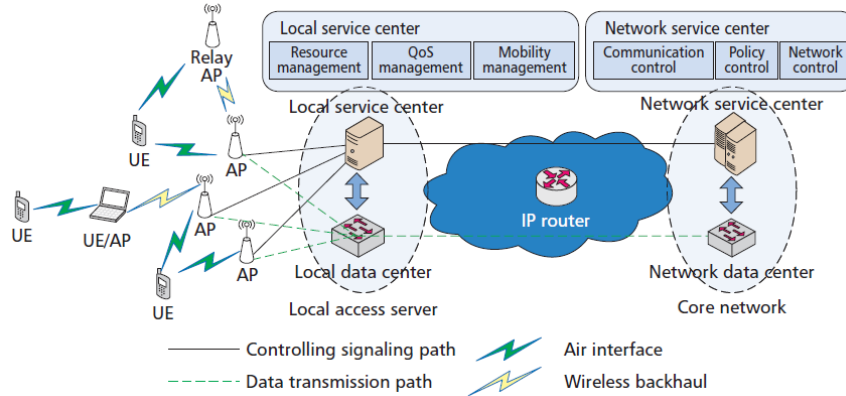 Local service center
Resource management
QoS management
Mobility management
Network service center
Communication control
Policy control
Network control
Relay AP
Local service center
Network service center
UE
AP
UE
UE/AP
AP
IP router
AP
UE
Local data center
Network data center
Local access server
Core network
Controlling signaling path
Air interface
Data transmission path
Wireless backhaul